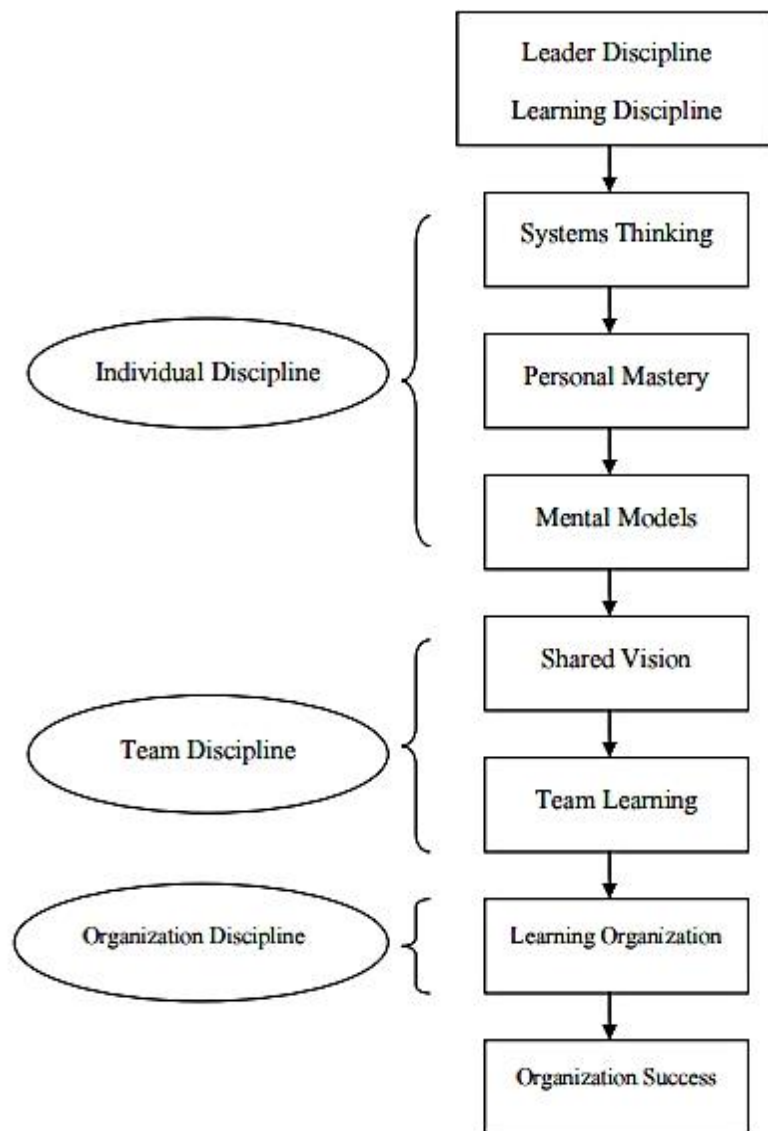 Leader Discipline
Learning Discipline
Systems Thinking
Individual Discipline
Personal Mastery
Mental Models
Shared Vision
Team Discipline
Team Learning
Organization Discipline
Learning Organization
Organization Success